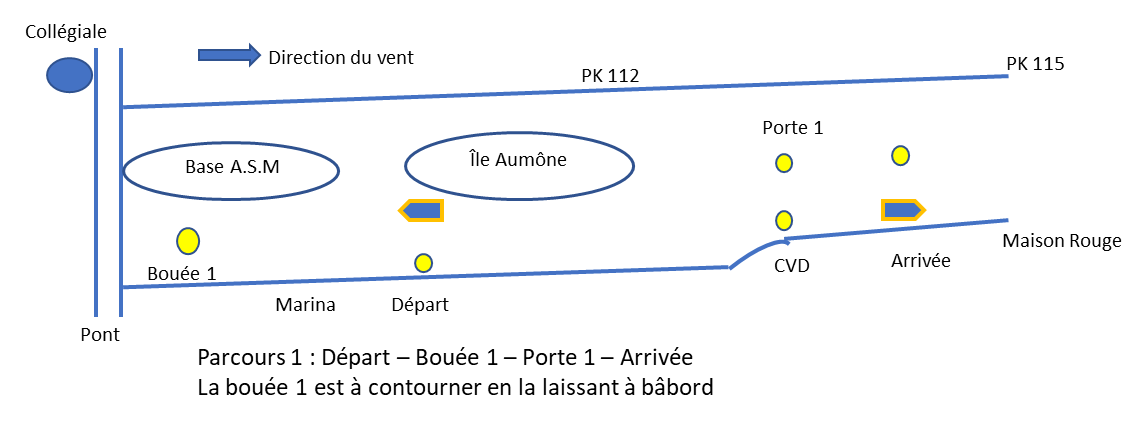 Collégiale
Direction du vent
PK 112
PK 115
Porte 1
Base A.S.M
Île Aumône
Bouée 1
Marina
Départ
CVD
Arrivée
Maison Rouge
Pont
Parcours 1 : Départ – Bouée 1 – Porte 1 – Arrivée
La bouée 1 est à contourner en la laissant à bâbord